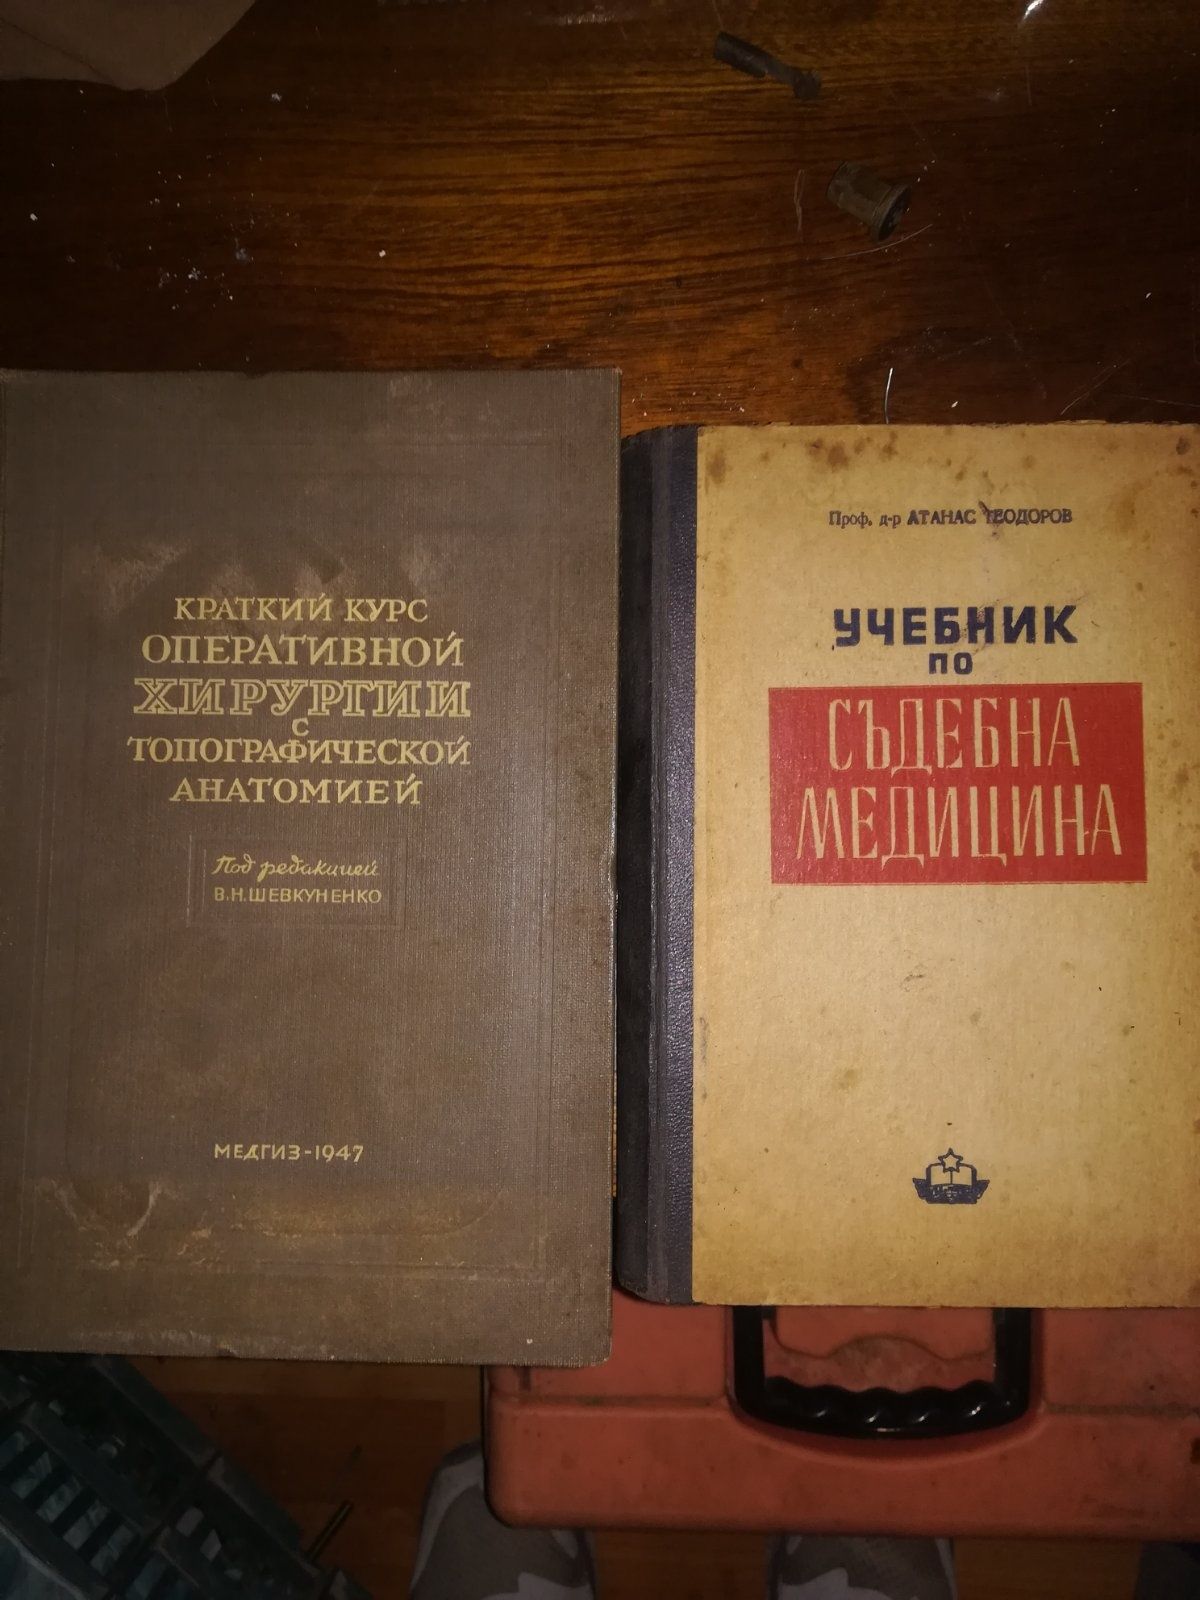 КРАТКИЙ КУРС
ОПЕРАТИВНОЙ
ХИРУРГИИ
С
ТОПОГРАФИЧЕСКОЙ
АНАТОМИЕЙ
Под редакцией
В.Н.ШЕВКУНЕНКО
МЕДГИЗ-1947
Проф. д-р АТАНАС ТЕОДОРОВ
УЧЕБНИК
ПО
СЪДЕБНА
МЕДИЦИНА